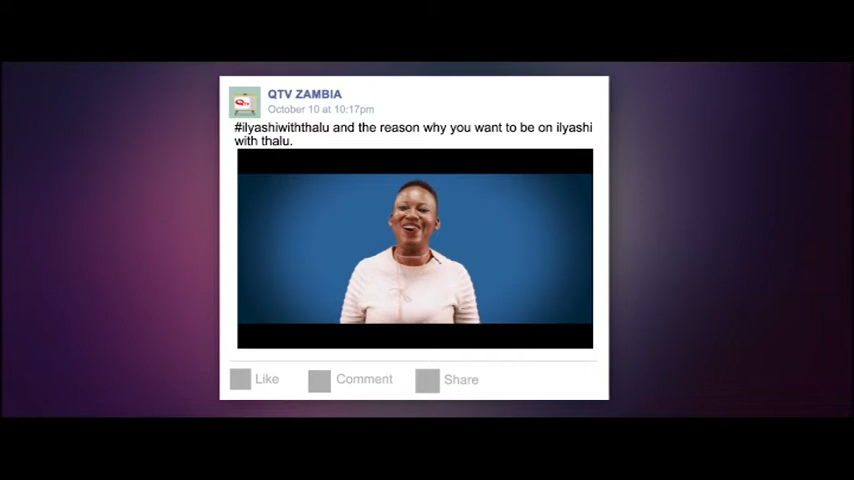 QTV ZAMBIA
October 10 at 10:17pm
#ilyashiwiththalu and the reason why you want to be on ilyashi
with thalu.
Like Comment Share